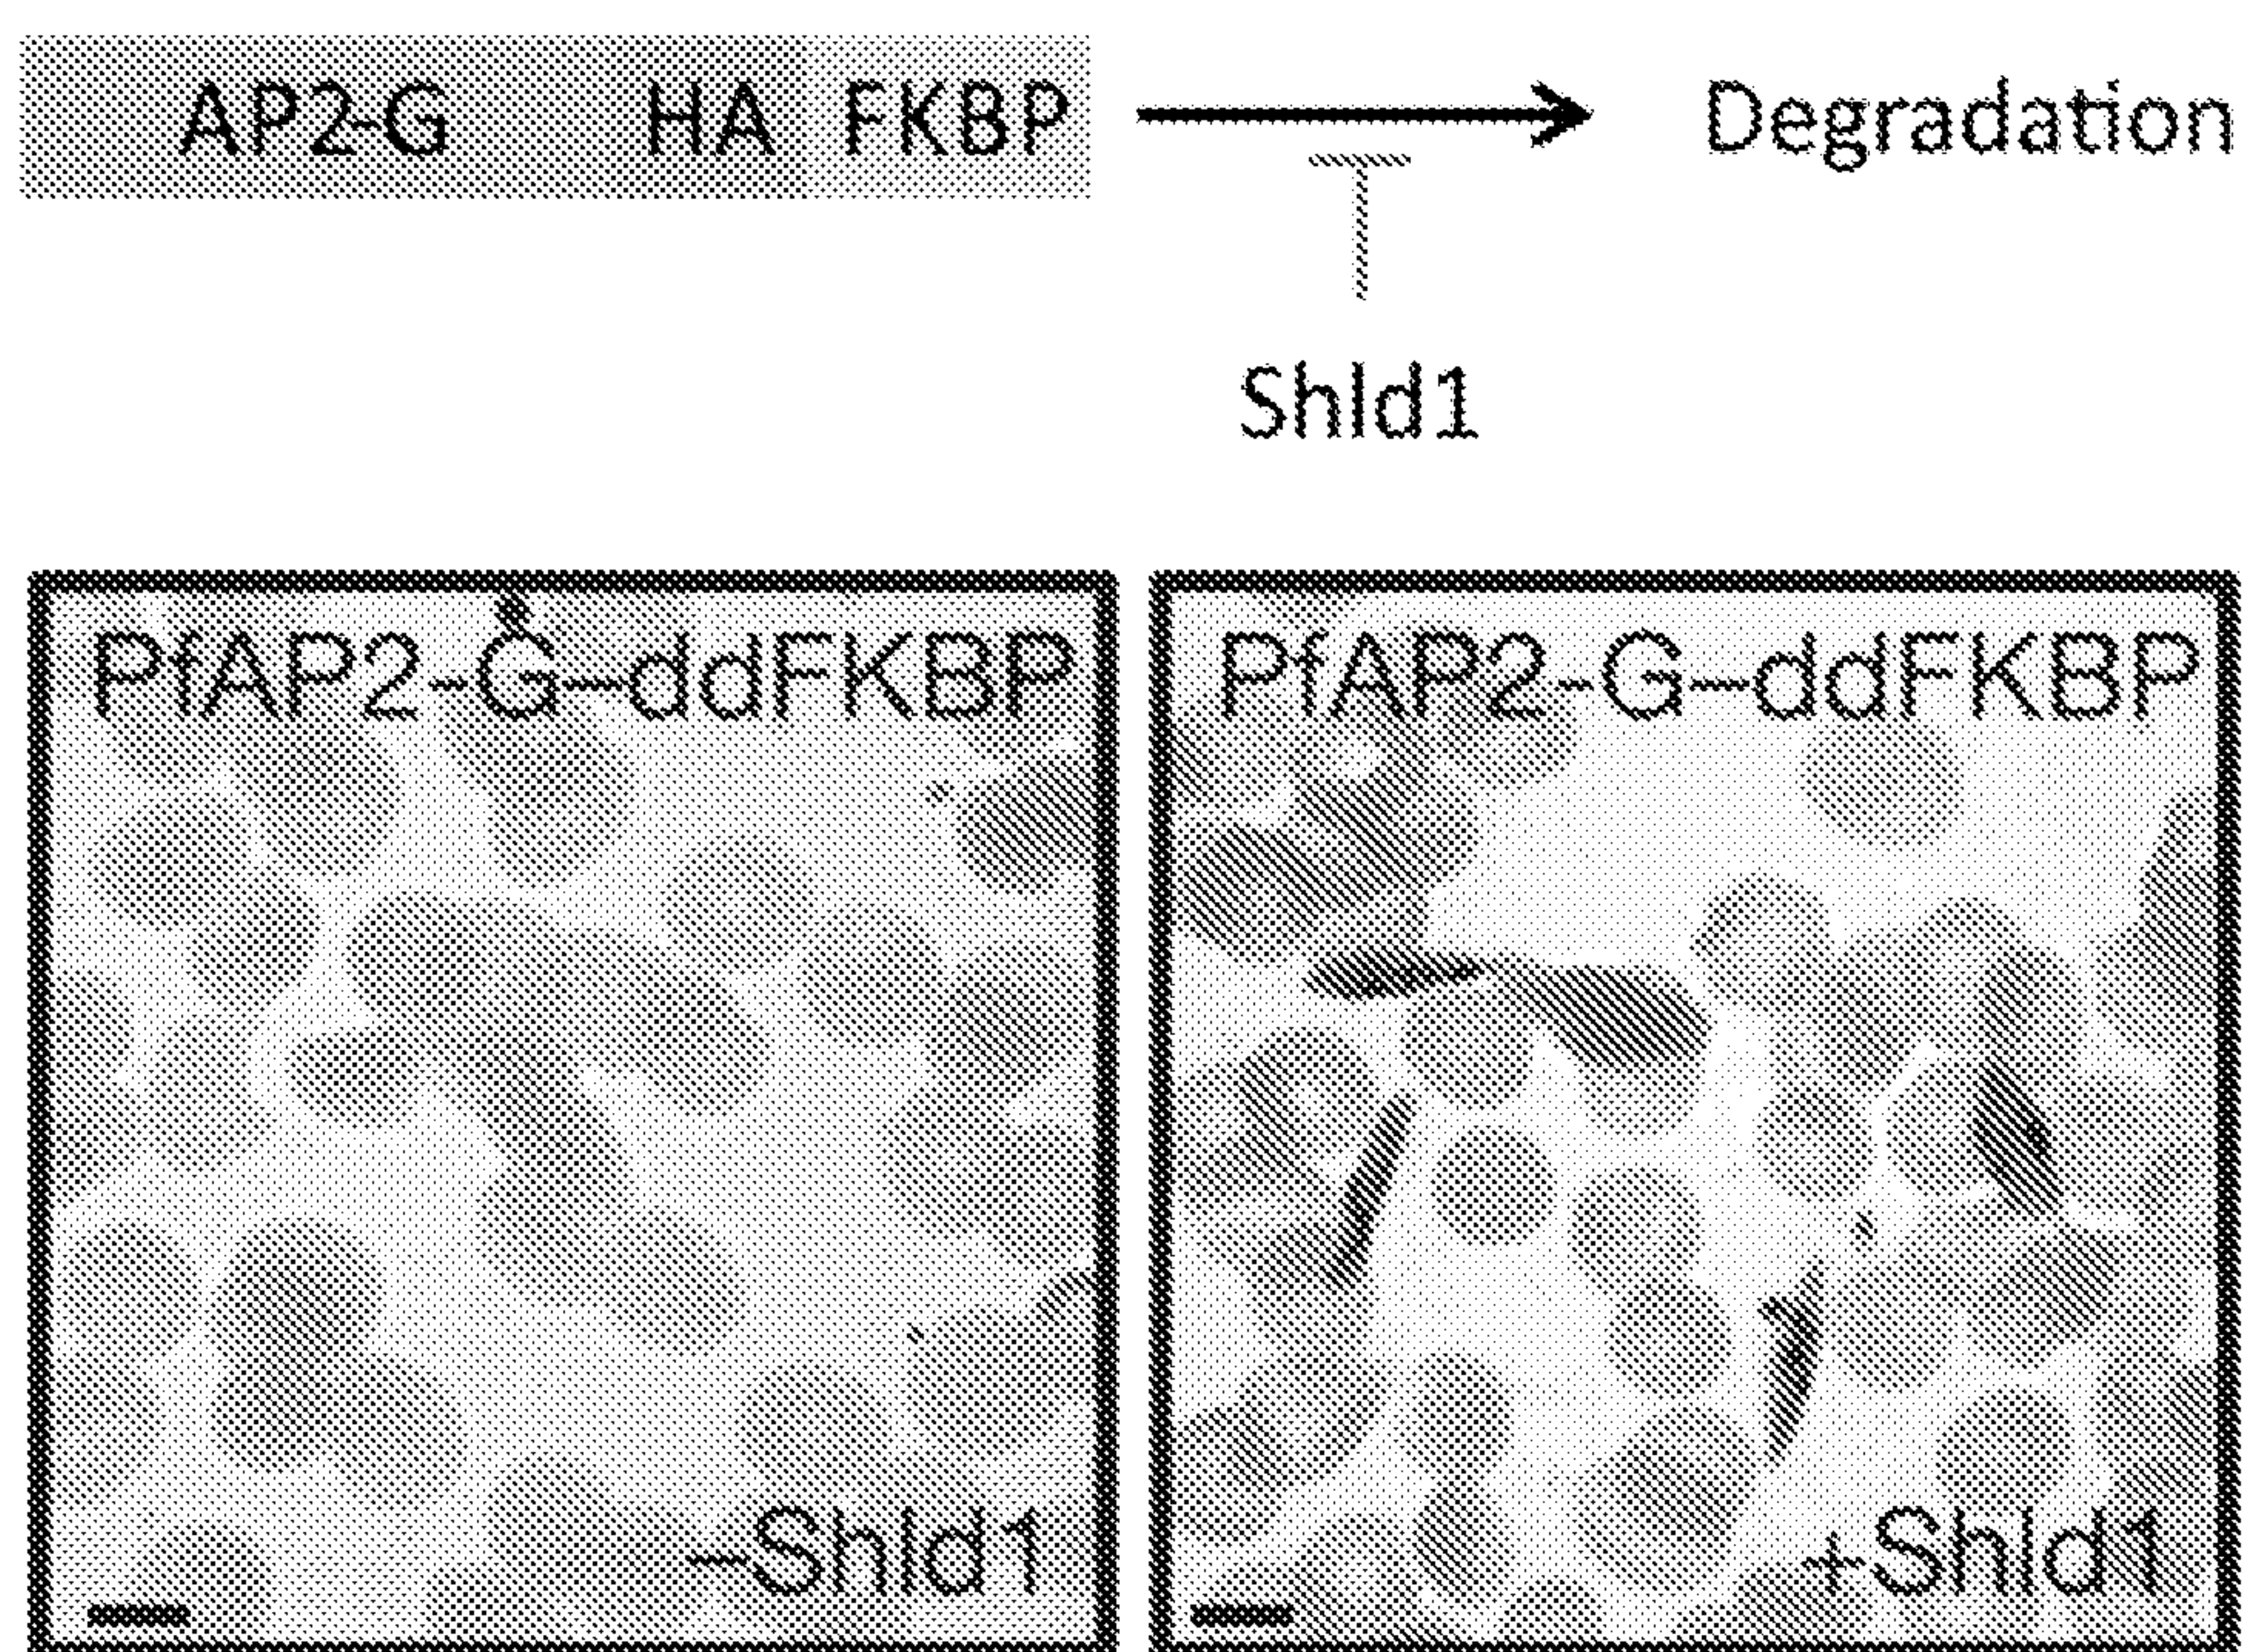 AP2-G HA FKBP Degradation
Shld1
PfAP2-G-ddFKBP PfAP2-G-ddFKBP
-Shld1 +Shld1